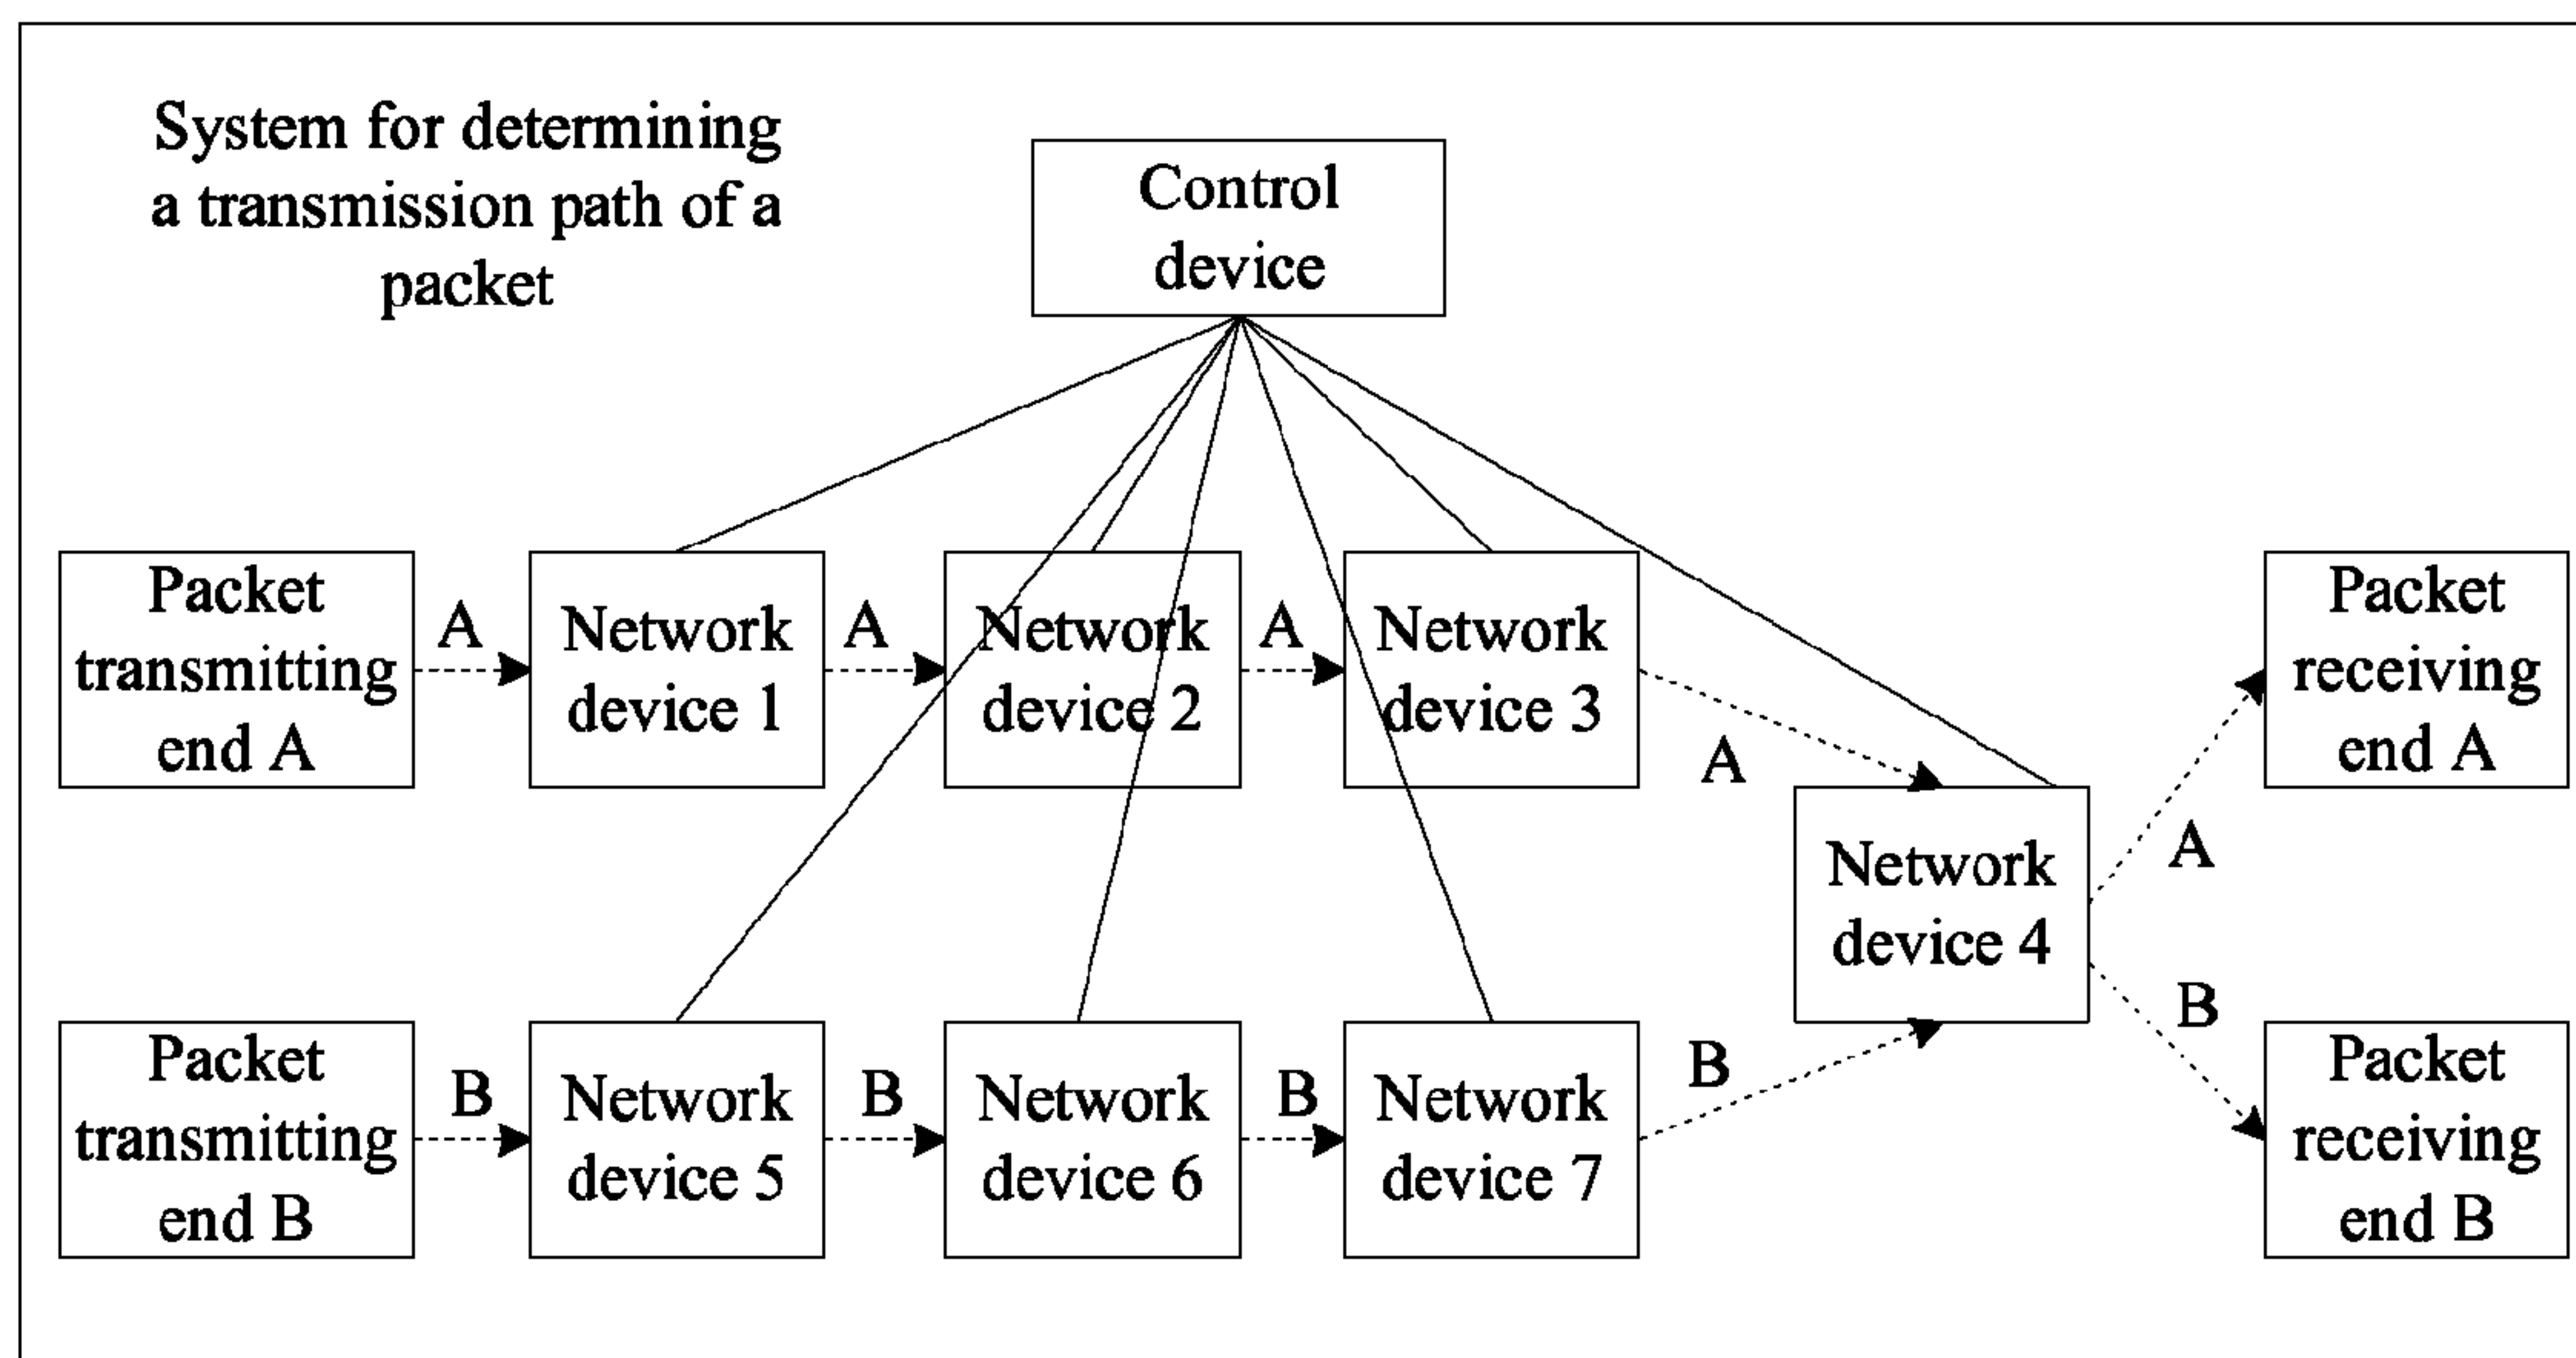 System for determining
a transmission path of a
packet
Control
device
Packet
transmitting
end A
A
Network
device 1
A
Network
device 2
A
Network
device 3
A
Network
device 4
A
Packet
receiving
end A
Packet
transmitting
end B
B
Network
device 5
B
Network
device 6
B
Network
device 7
B
B
Packet
receiving
end B